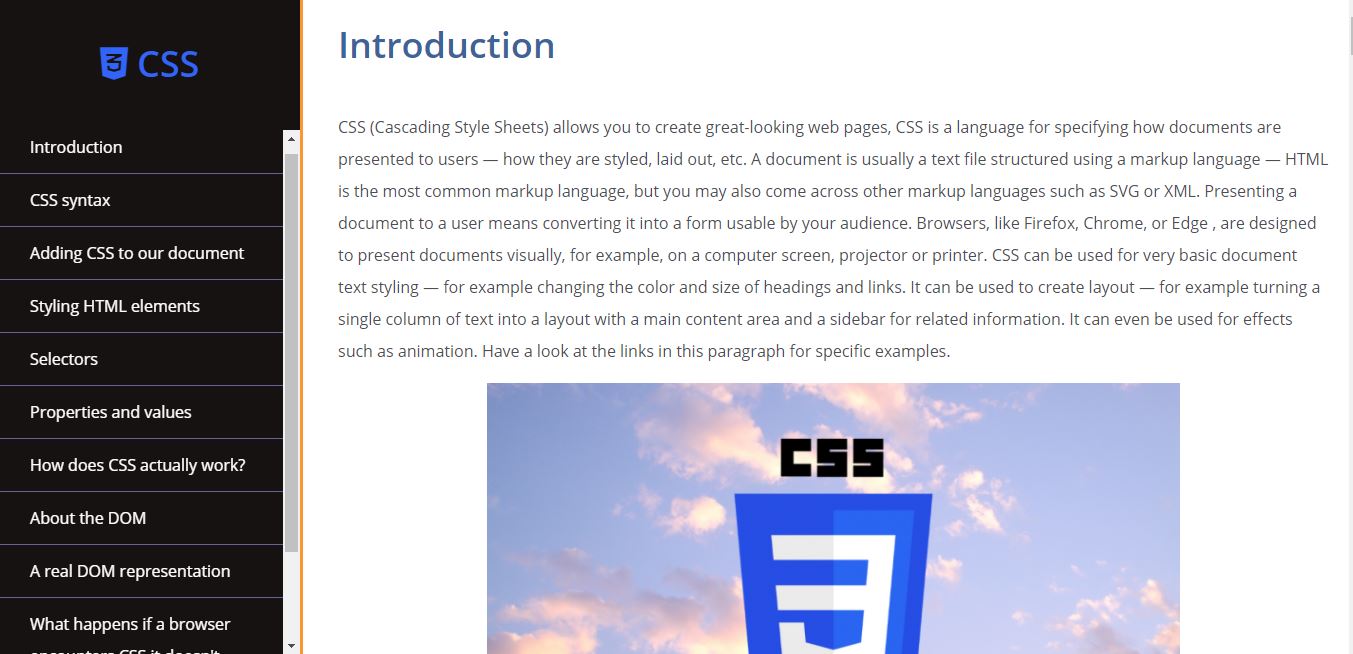 CSS
Introduction
CSS syntax
Adding CSS to our document
Styling HTML elements
Selectors
Properties and values
How does CSS actually work?
About the DOM
A real DOM representation
What happens if a browser
encounters CSS it doesn't
Introduction
CSS (Cascading Style Sheets) allows you to create great-looking web pages, CSS is a language for specifying how documents are
presented to users — how they are styled, laid out, etc. A document is usually a text file structured using a markup language — HTML
is the most common markup language, but you may also come across other markup languages such as SVG or XML. Presenting a
document to a user means converting it into a form usable by your audience. Browsers, like Firefox, Chrome, or Edge , are designed
to present documents visually, for example, on a computer screen, projector or printer. CSS can be used for very basic document
text styling — for example changing the color and size of headings and links. It can be used to create layout — for example turning a
single column of text into a layout with a main content area and a sidebar for related information. It can even be used for effects
such as animation. Have a look at the links in this paragraph for specific examples.
CSS